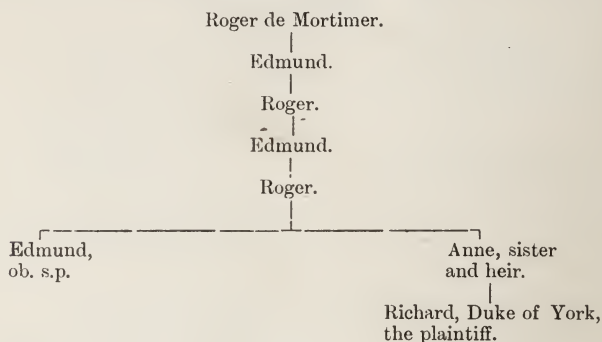 Roger de Mortimer.
Edmund.
Roger.
Edmund.
Roger.
Edmund,
ob. s.p.
Anne, sister
and heir.
Richard, Duke of York,
the plaintiff.